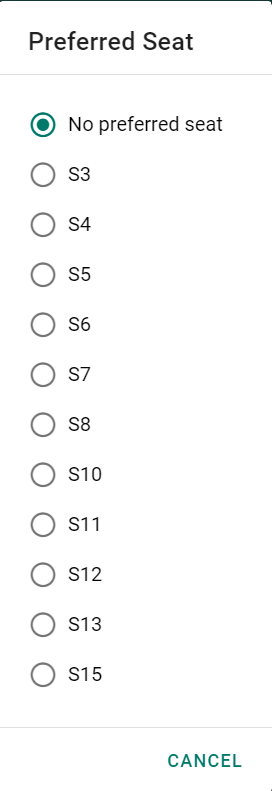 Preferred Seat
No preferred seat
S3
S4
S5
S6
S7
S8
S10
S11
S12
S13
S15
CANCEL